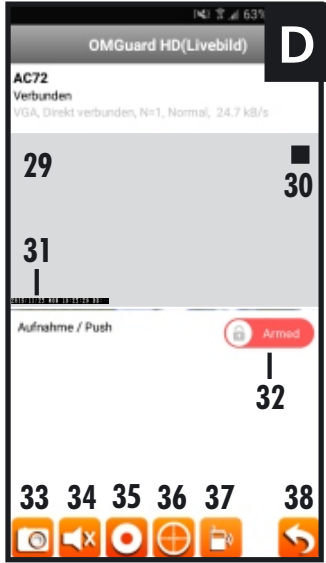 63%
OMGuard HD(Livebild)
D
AC72
Verbunden
VGA, Direkt verbunden, N=1, Normal, 24.7 kB/s
29
30
31
Aufnahme / Push
Armed
32
33 34 35 36 37 38